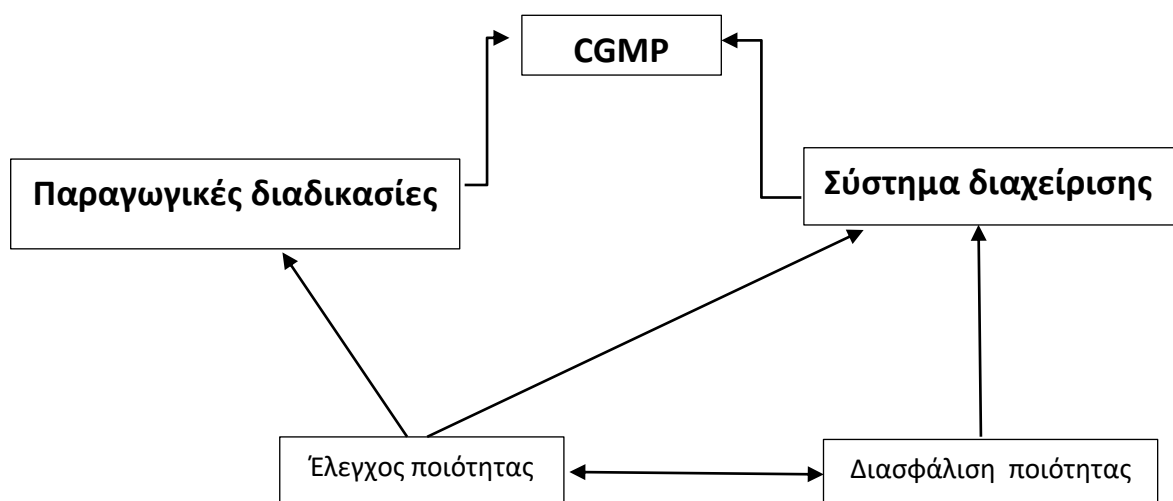 CGMP
Παραγωγικές διαδικασίες
Σύστημα διαχείρισης
Έλεγχος ποιότητας
Διασφάλιση ποιότητας